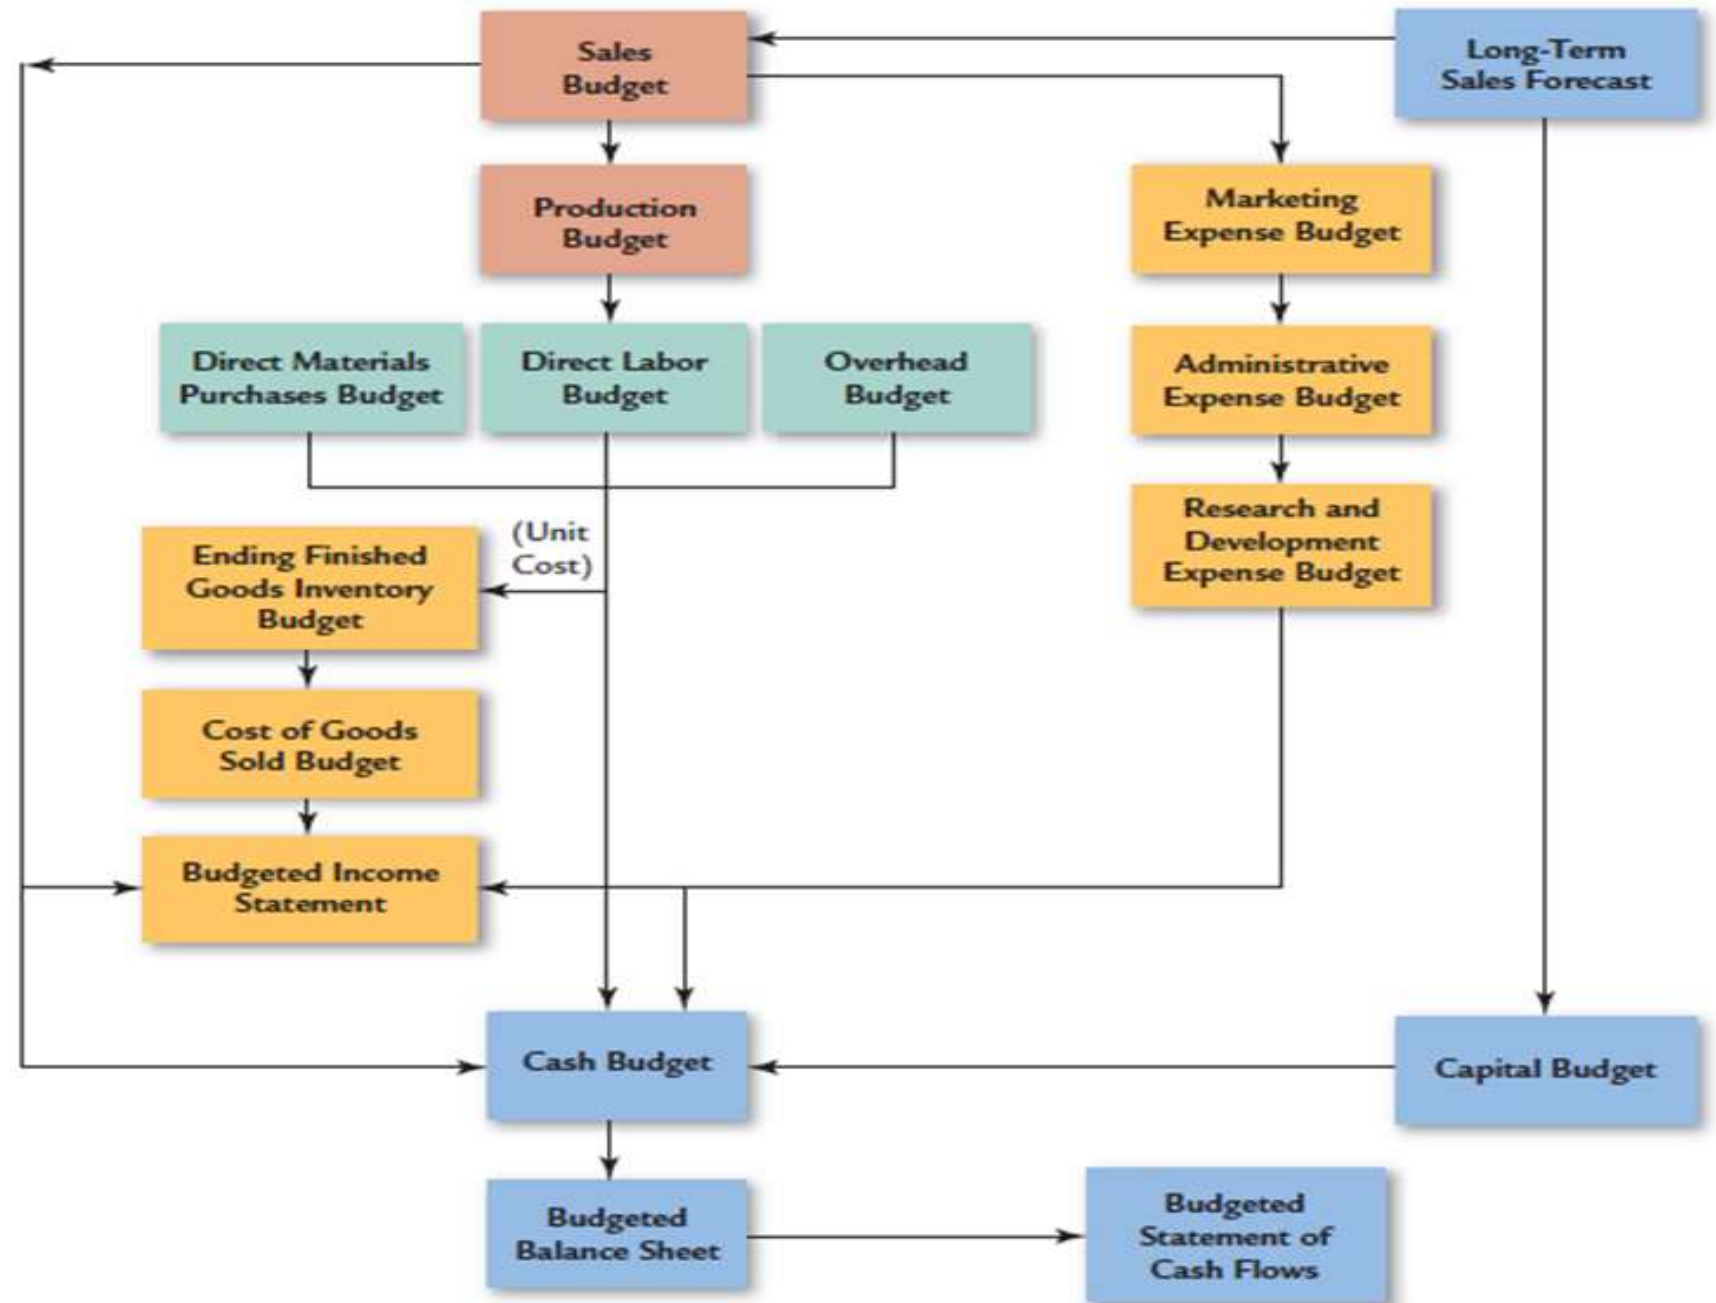 Sales
Budget
Long-Term
Sales Forecast
Production
Budget
Marketing
Expense Budget
Direct Materials
Purchases Budget
Direct Labor
Budget
Overhead
Budget
Administrative
Expense Budget
(Unit
Cost)
Research and
Development
Expense Budget
Ending Finished
Goods Inventory
Budget
Cost of Goods
Sold Budget
Budgeted Income
Statement
Cash Budget
Capital Budget
Budgeted
Balance Sheet
Budgeted
Statement of
Cash Flows